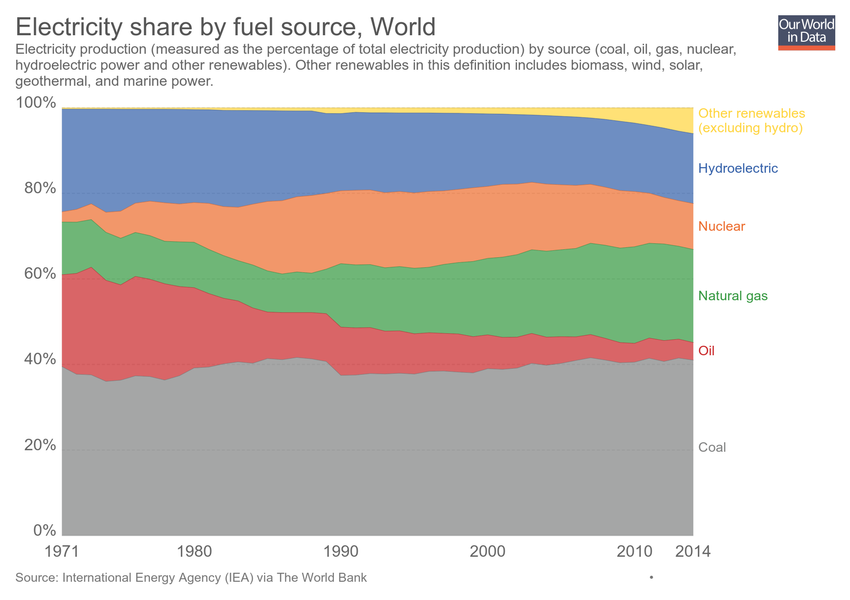 Electricity share by fuel source, World
Our World
in Data
Electricity production (measured as the percentage of total electricity production) by source (coal, oil, gas, nuclear,
hydroelectric power and other renewables). Other renewables in this definition includes biomass, wind, solar,
geothermal, and marine power.
100%
80%
60%
40%
20%
0%
Other renewables
(excluding hydro)
Hydroelectric
Nuclear
Natural gas
Oil
Coal
1971 1980 1990 2000 2010 2014
Source: International Energy Agency (IEA) via The World Bank